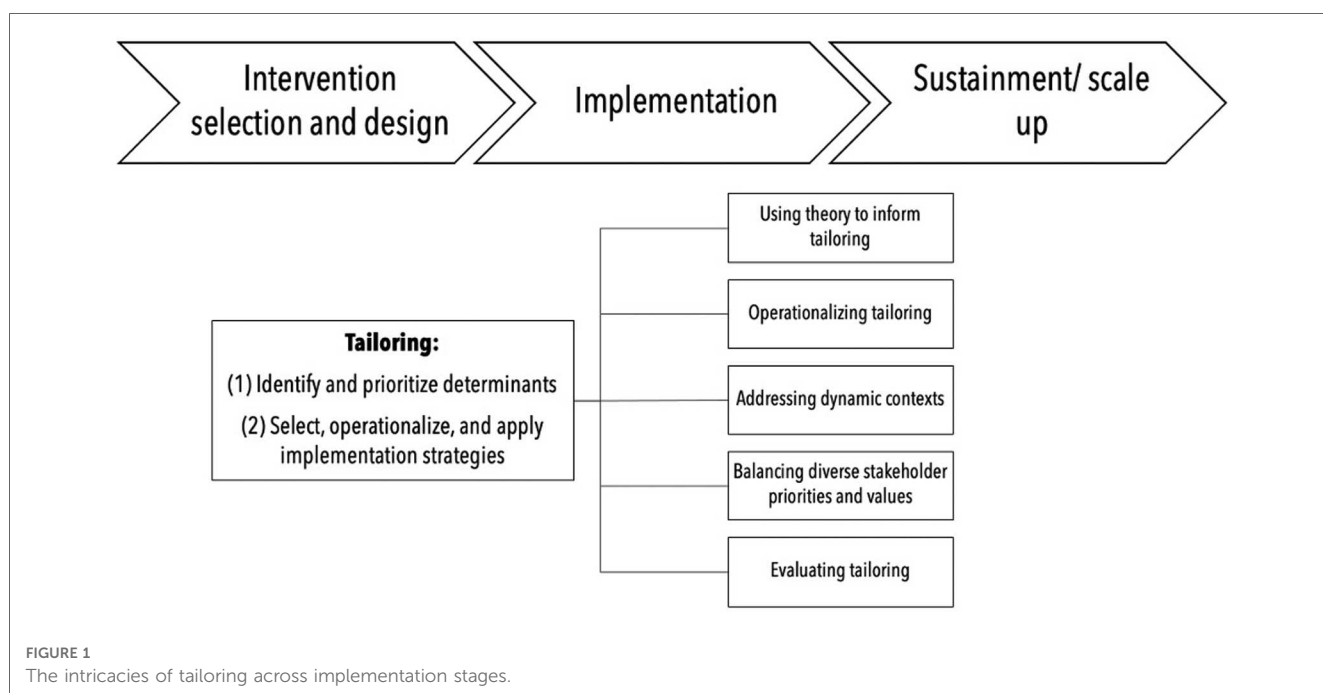 Intervention
selection and design
Implementation
Sustainment/ scale
up
Using theory to inform
tailoring
Operationalizing tailoring
Tailoring:
(1) Identify and prioritize determinants
(2) Select, operationalize, and apply
implementation strategies
Addressing dynamic contexts
Balancing diverse stakeholder
priorities and values
Evaluating tailoring
FIGURE 1
The intricacies of tailoring across implementation stages.